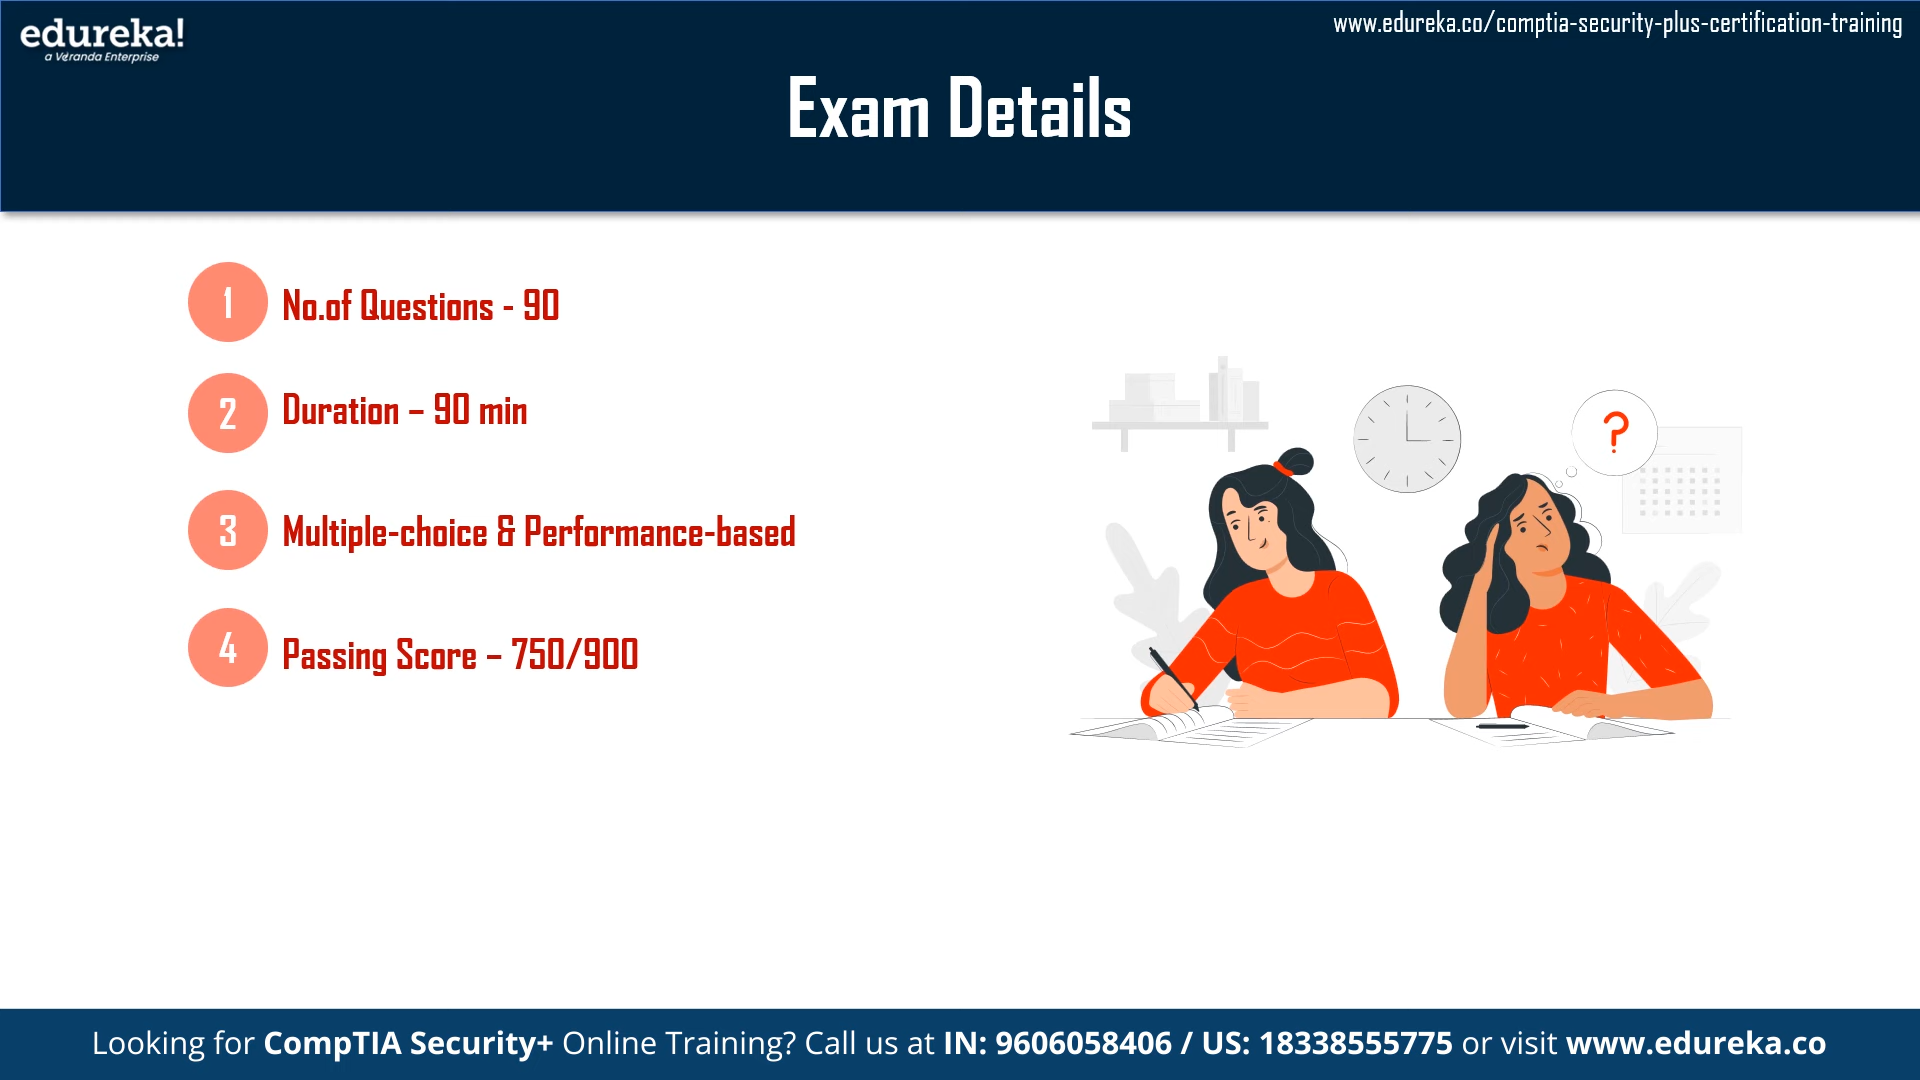 edureka!
a Veranda Enterprise
www.edureka.co/comptia-security-plus-certification-training
Exam Details
1 No.of Questions - 90
2 Duration – 90 min
3 Multiple-choice & Performance-based
4 Passing Score – 750/900
?
Looking for CompTIA Security+ Online Training? Call us at IN: 9606058406 / US: 18338555775 or visit www.edureka.co